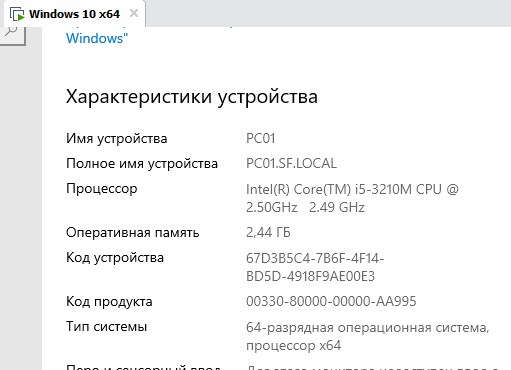 Windows 10 x64
Windows"
Характеристики устройства
Имя устройства PC01
Полное имя устройства PC01.SF.LOCAL
Процессор Intel(R) Core(TM) i5-3210M CPU @
2.50GHz 2.49 GHz
Оперативная память 2,44 ГБ
Код устройства 67D3B5C4-7B6F-4F14-
BD5D-4918F9AE00E3
Код продукта 00330-80000-00000-AA995
Тип системы 64-разрядная операционная система,
процессор x64